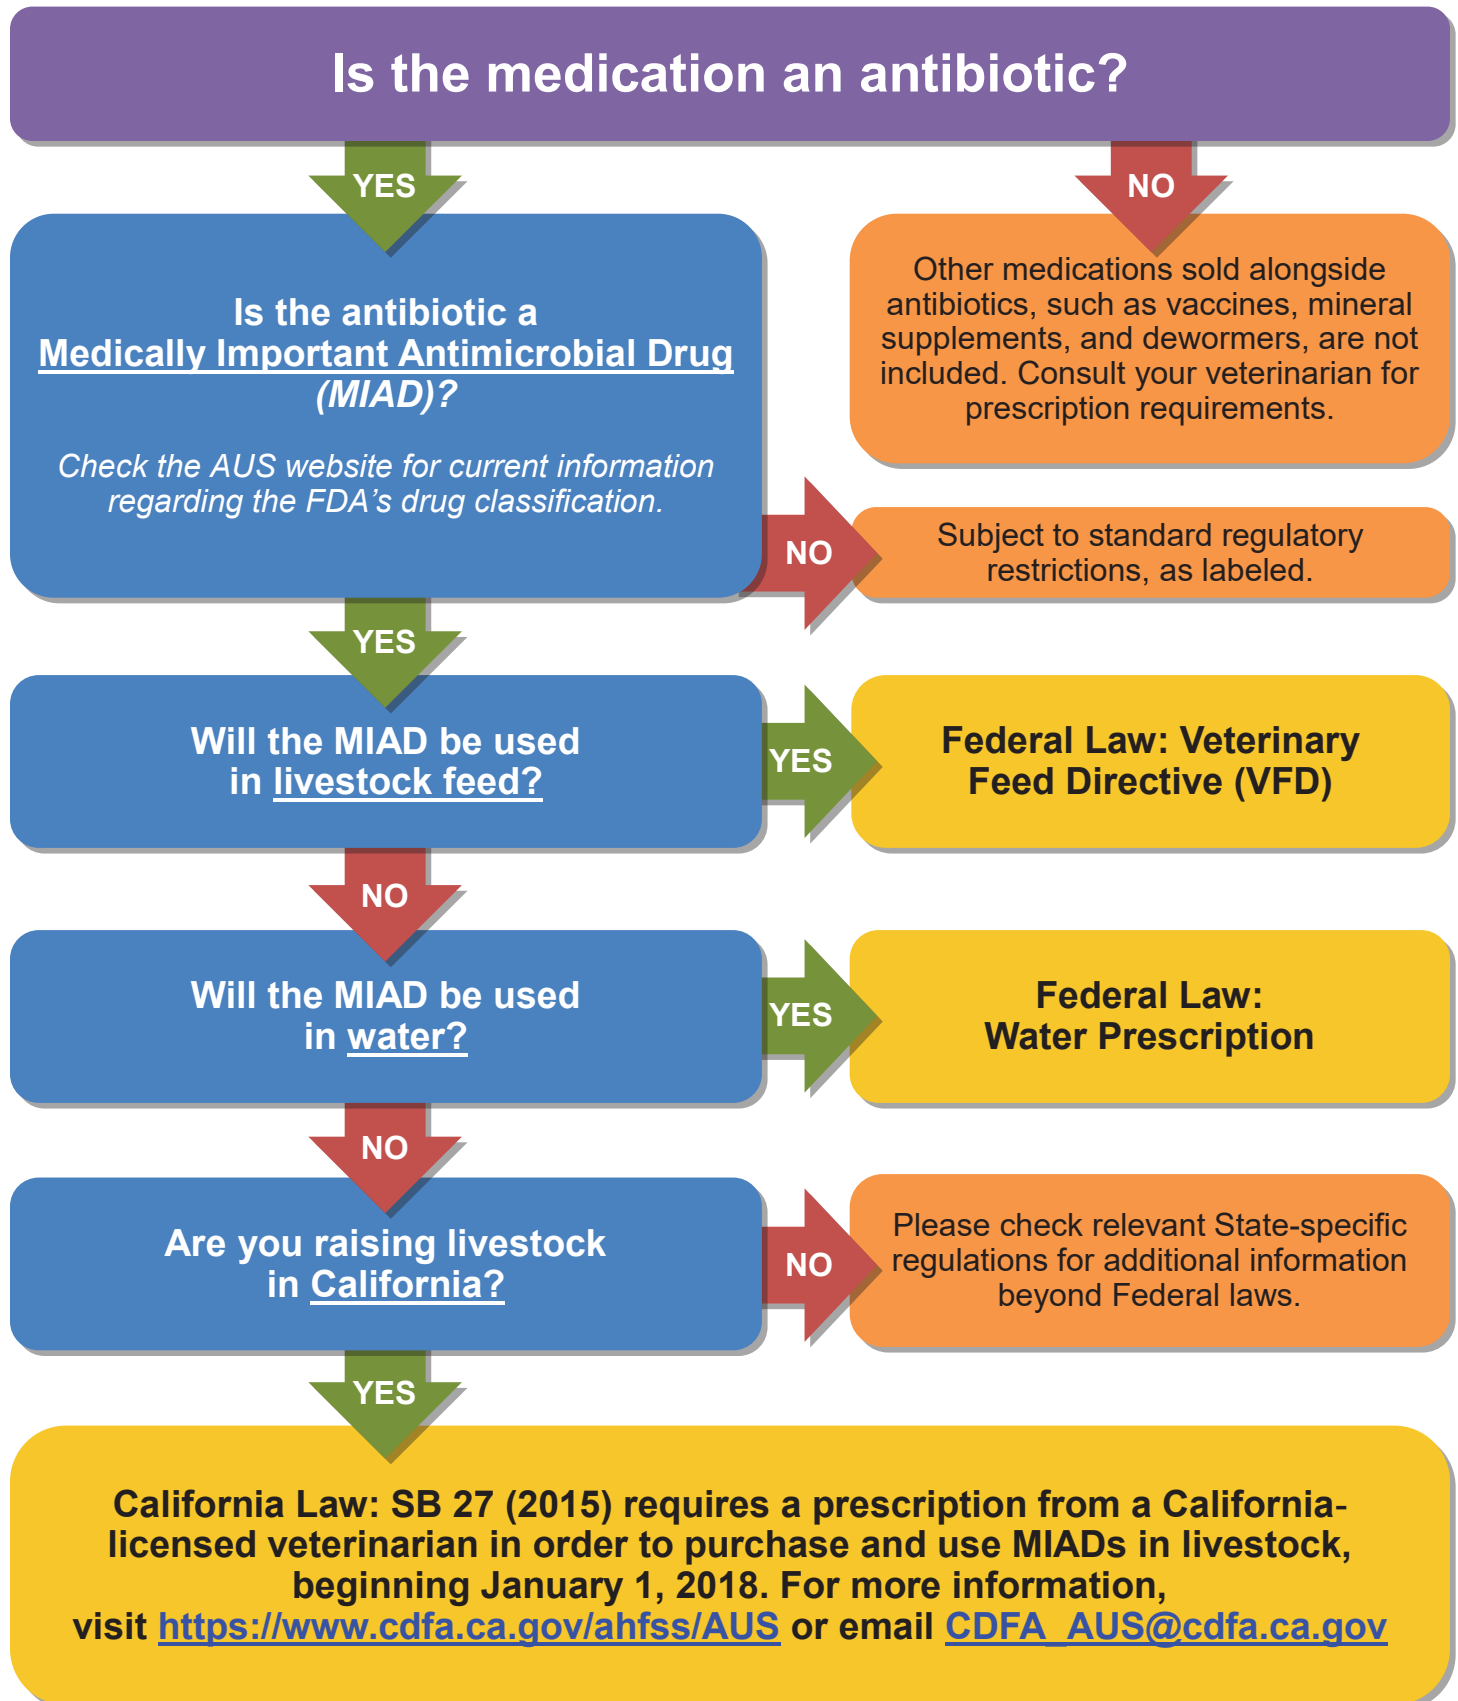 Is the medication an antibiotic?
YES
NO
Is the antibiotic a
Medically Important Antimicrobial Drug
(MIAD)?
Check the AUS website for current information
regarding the FDA’s drug classification.
Other medications sold alongside
antibiotics, such as vaccines, mineral
supplements, and dewormers, are not
included. Consult your veterinarian for
prescription requirements.
NO
Subject to standard regulatory
restrictions, as labeled.
YES
Will the MIAD be used
in livestock feed?
YES
Federal Law: Veterinary
Feed Directive (VFD)
NO
Will the MIAD be used
in water?
YES
Federal Law:
Water Prescription
NO
Are you raising livestock
in California?
NO
Please check relevant State-specific
regulations for additional information
beyond Federal laws.
YES
California Law: SB 27 (2015) requires a prescription from a California-
licensed veterinarian in order to purchase and use MIADs in livestock,
beginning January 1, 2018. For more information,
visit https://www.cdfa.ca.gov/ahfss/AUS or email CDFA_AUS@cdfa.ca.gov